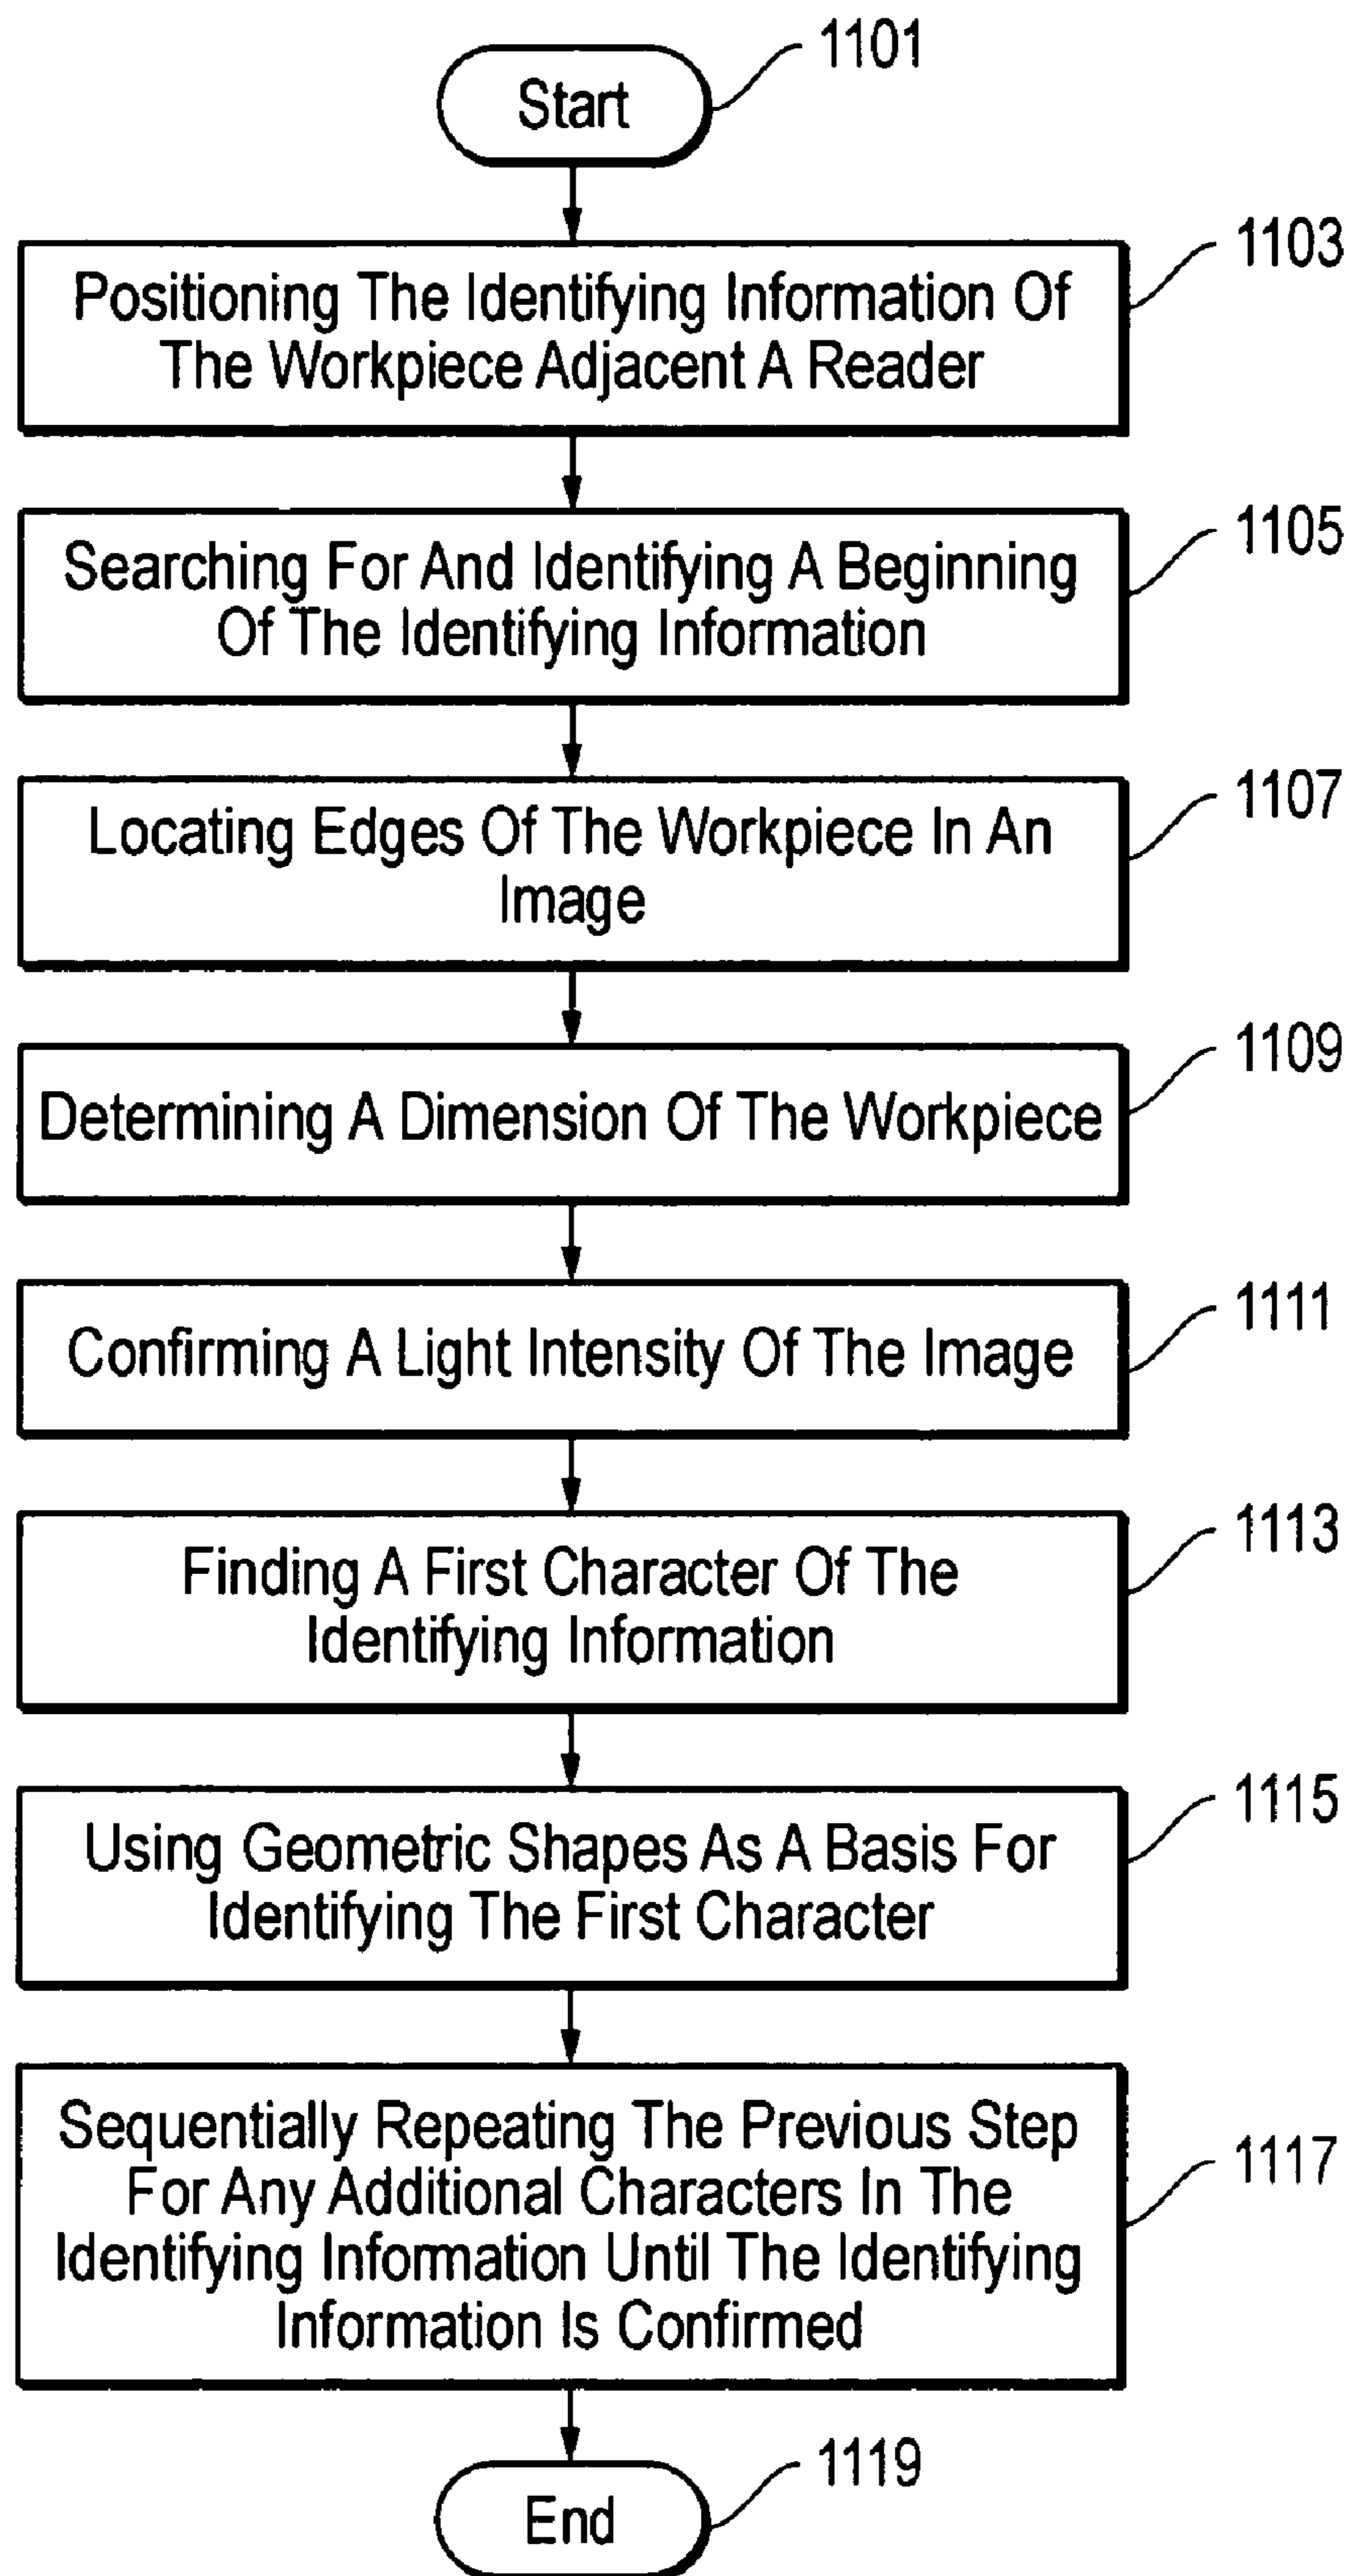 1101
Start
1103
Positioning The Identifying Information Of
The Workpiece Adjacent A Reader
1105
Searching For And Identifying A Beginning
Of The Identifying Information
1107
Locating Edges Of The Workpiece In An
Image
1109
Determining A Dimension Of The Workpiece
1111
Confirming A Light Intensity Of The Image
1113
Finding A First Character Of The
Identifying Information
1115
Using Geometric Shapes As A Basis For
Identifying The First Character
1117
Sequentially Repeating The Previous Step
For Any Additional Characters In The
Identifying Information Until The Identifying
Information Is Confirmed
1119
End